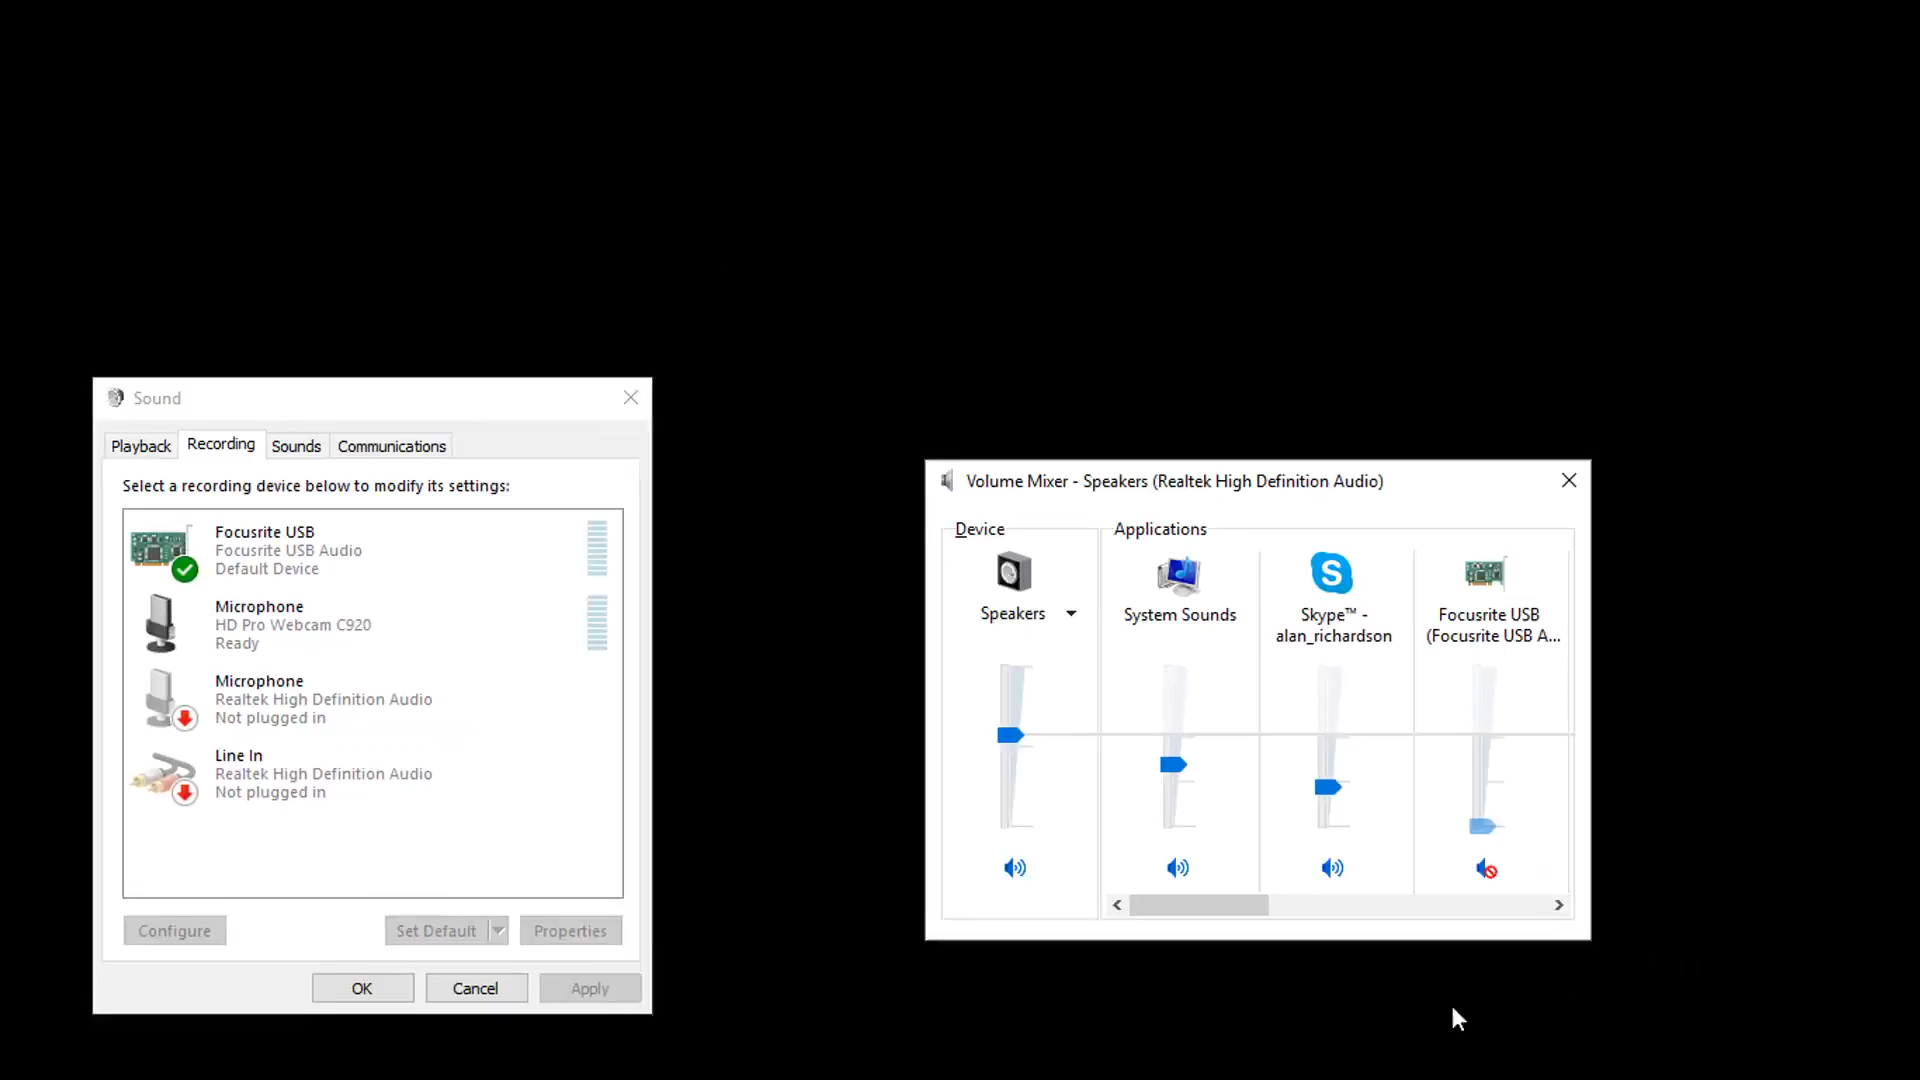 Sound
Playback
Recording
Sounds
Communications
Select a recording device below to modify its settings:
Focusrite USB
Focusrite USB Audio
Default Device
Microphone
HD Pro Webcam C920
Ready
Microphone
Realtek High Definition Audio
Not plugged in
Line In
Realtek High Definition Audio
Not plugged in
Configure
Set Default
Properties
OK
Cancel
Apply
Volume Mixer - Speakers (Realtek High Definition Audio)
Device
Applications
Speakers
System Sounds
Skype™ -
alan_richardson
Focusrite USB
(Focusrite USB A...